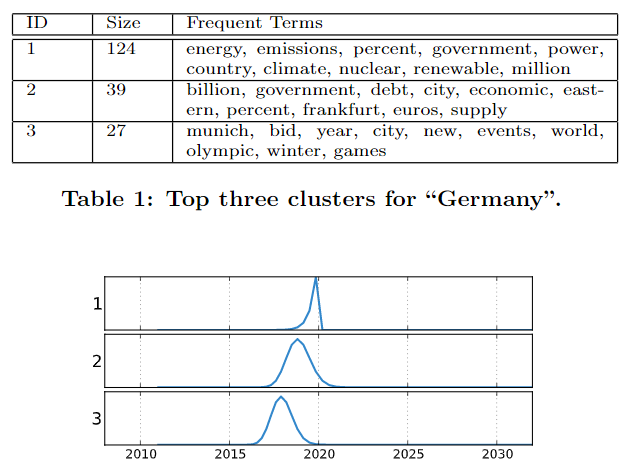 ID Size Frequent Terms
1 124 energy, emissions, percent, government, power,
country, climate, nuclear, renewable, million
2 39 billion, government, debt, city, economic, east-
ern, percent, frankfurt, euros, supply
3 27 munich, bid, year, city, new, events, world,
olympic, winter, games
Table 1: Top three clusters for “Germany”.
1
2
3
2010 2015 2020 2025 2030